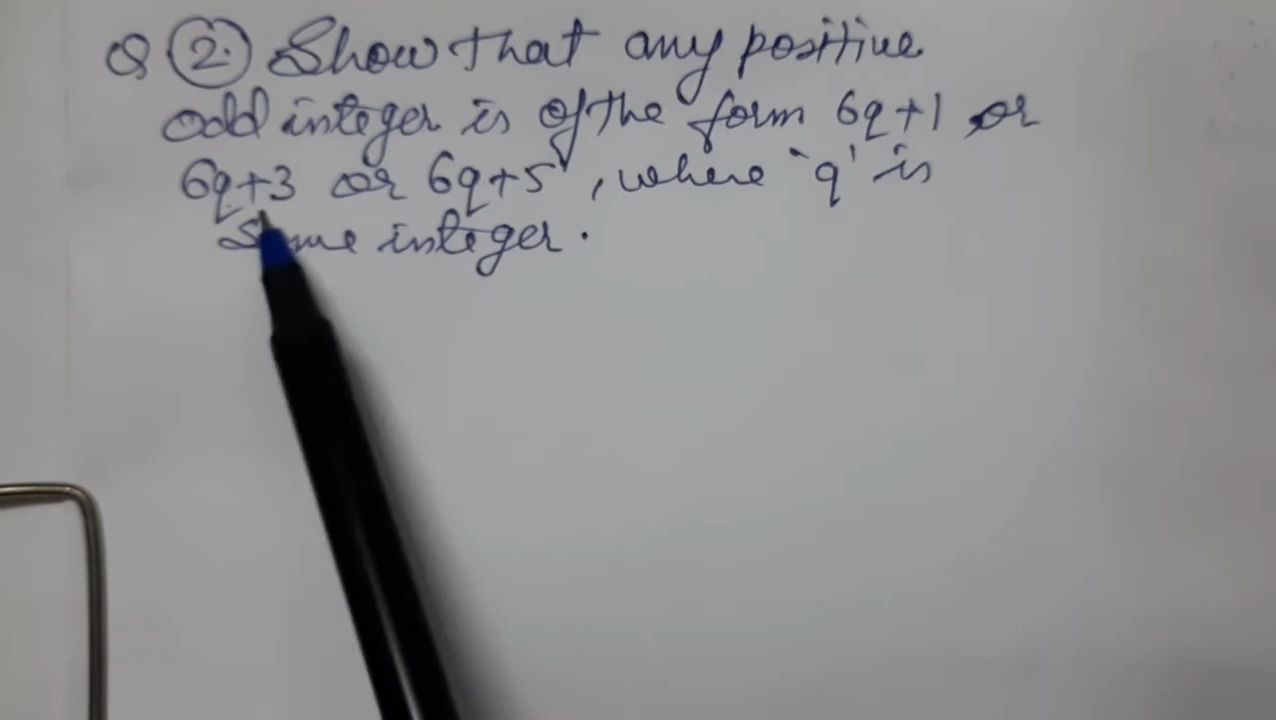 Q 2. Show that any positive
odd integer is of the form 6q+1 or
6q+3 or 6q+5, where 'q' is
some integer.